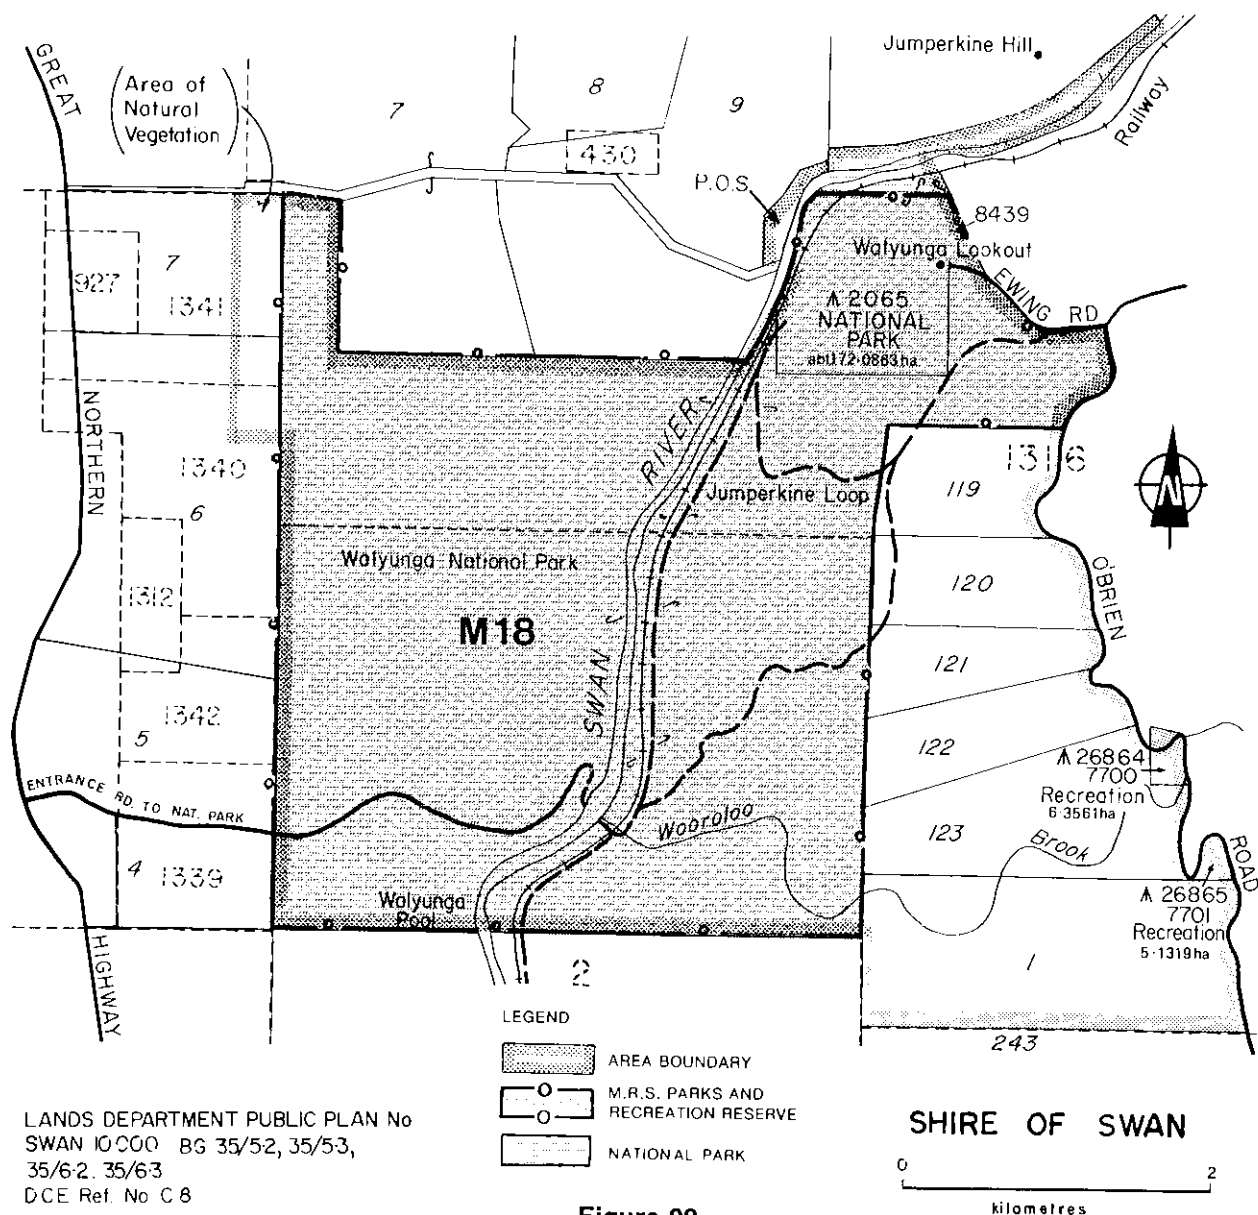 GREAT
(Area of
Natural
Vegetation)
7
8
9
430
Jumperkine Hill
Railway
P.O.S.
8439
Walyunga Lookout
EWING RD
2065
NATIONAL
PARK
abt172·0863ha
927
7
1341
NORTHERN
1340
6
RIVER
Jumperkine Loop
1316
119
N
Walyunga National Park
M18
1312
120
O'BRIEN
121
SWAN
1342
5
122
26864
7700
Recreation
6·3561ha
ENTRANCE RD. TO NAT. PARK
Wooroloo
123
Brook
ROAD
4
1339
Walyunga
Pool
26865
7701
Recreation
5·1319ha
HIGHWAY
2
1
243
LEGEND
AREA BOUNDARY
M.R.S. PARKS AND
RECREATION RESERVE
NATIONAL PARK
LANDS DEPARTMENT PUBLIC PLAN No
SWAN 10000 BG 35/5·2, 35/5·3,
35/6·2. 35/6·3
DCE Ref. No C 8
SHIRE OF SWAN
0 2
kilometres